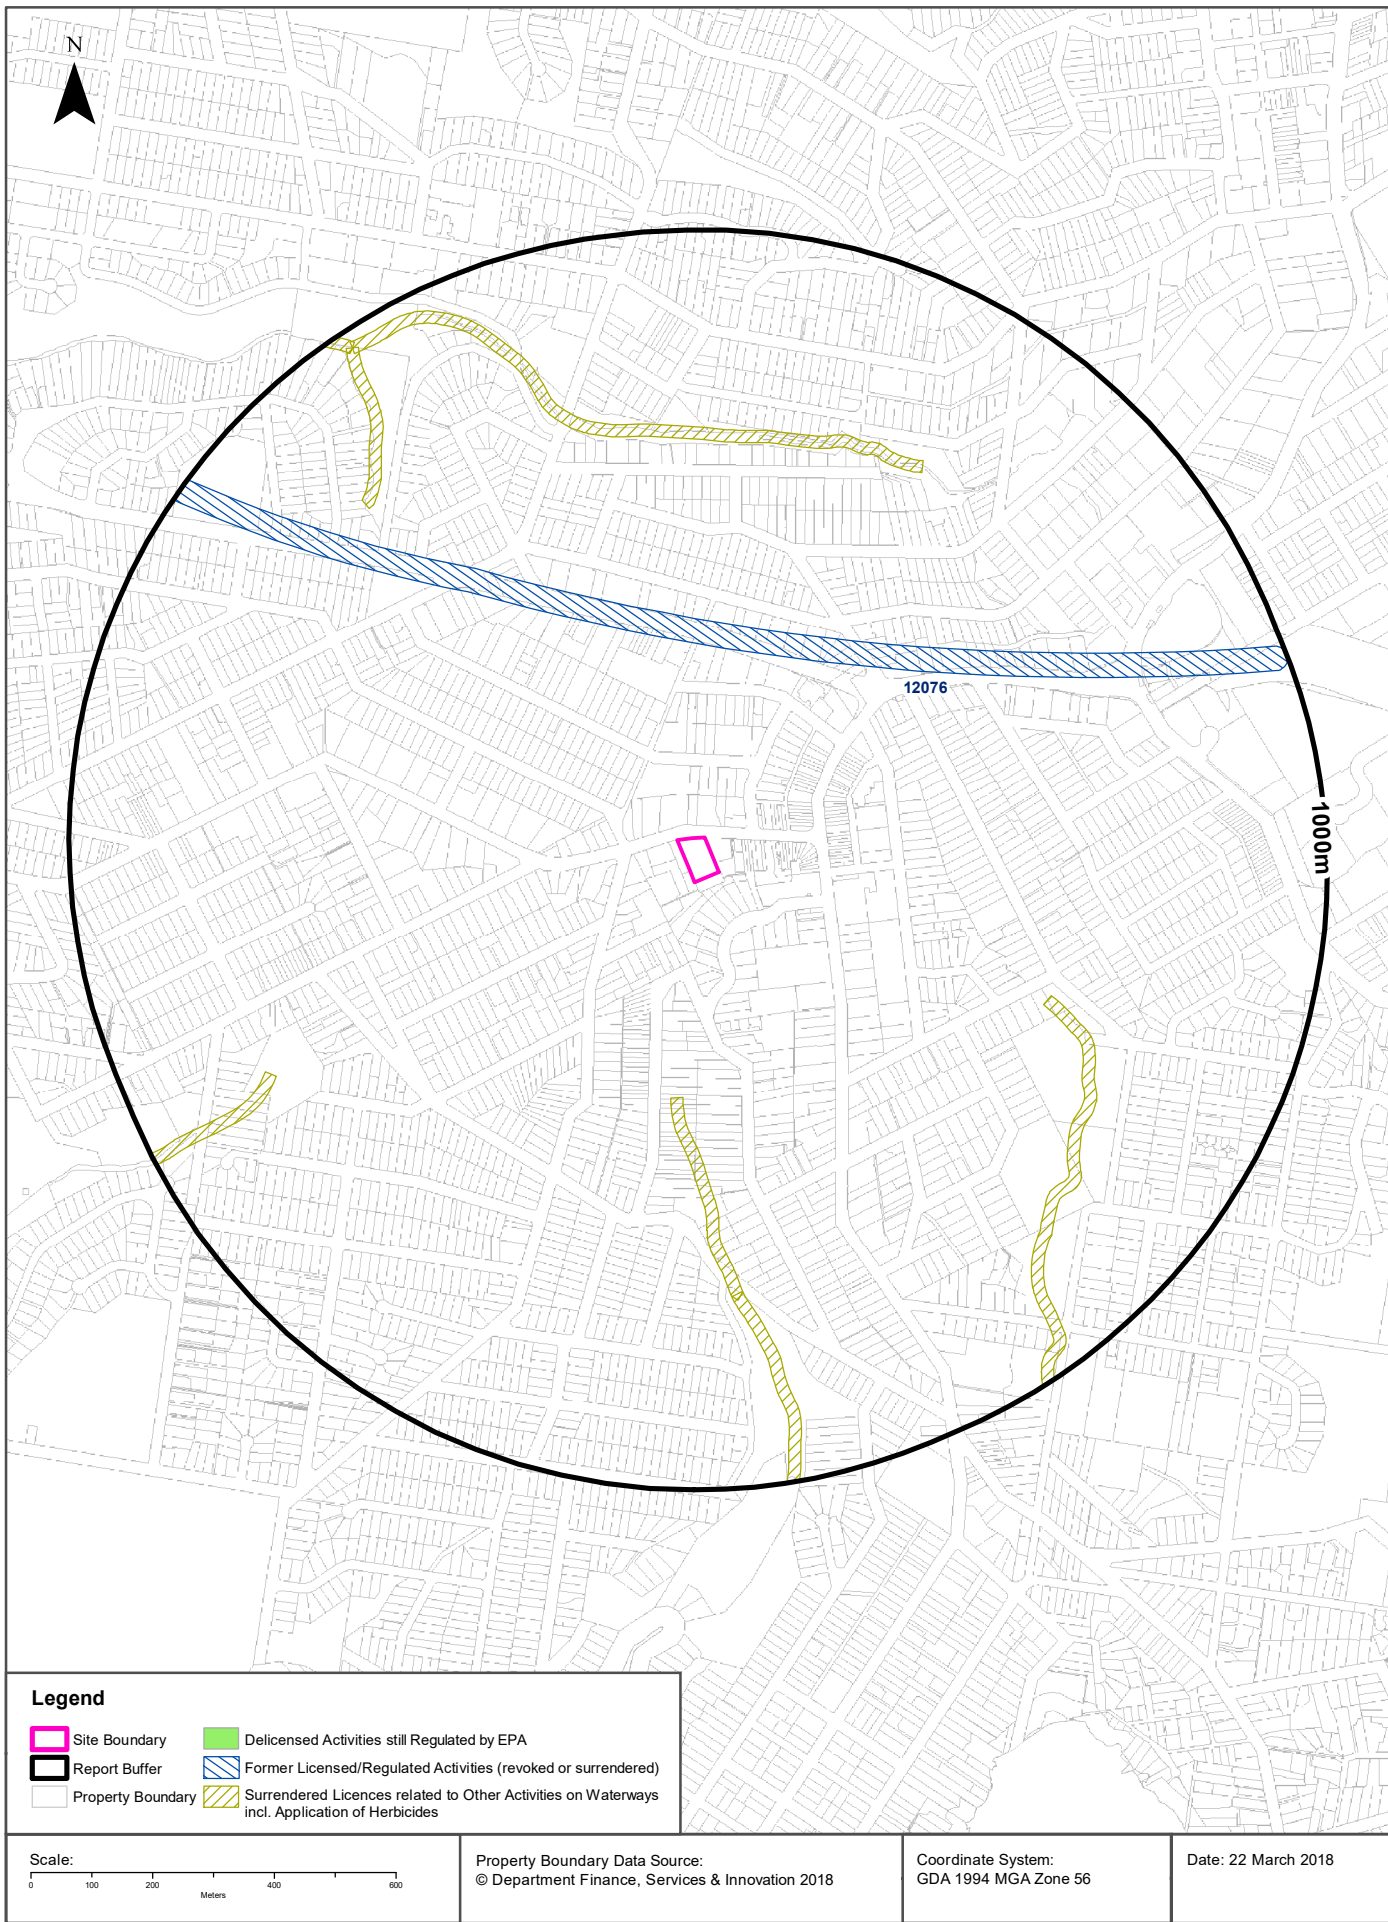 N
12076
1000m
Legend
Site Boundary
Delicensed Activities still Regulated by EPA
Report Buffer
Former Licensed/Regulated Activities (revoked or surrendered)
Property Boundary
Surrendered Licences related to Other Activities on Waterways
incl. Application of Herbicides
Scale:
0 100 200 400 600
Meters
Property Boundary Data Source:
© Department Finance, Services & Innovation 2018
Coordinate System:
GDA 1994 MGA Zone 56
Date: 22 March 2018